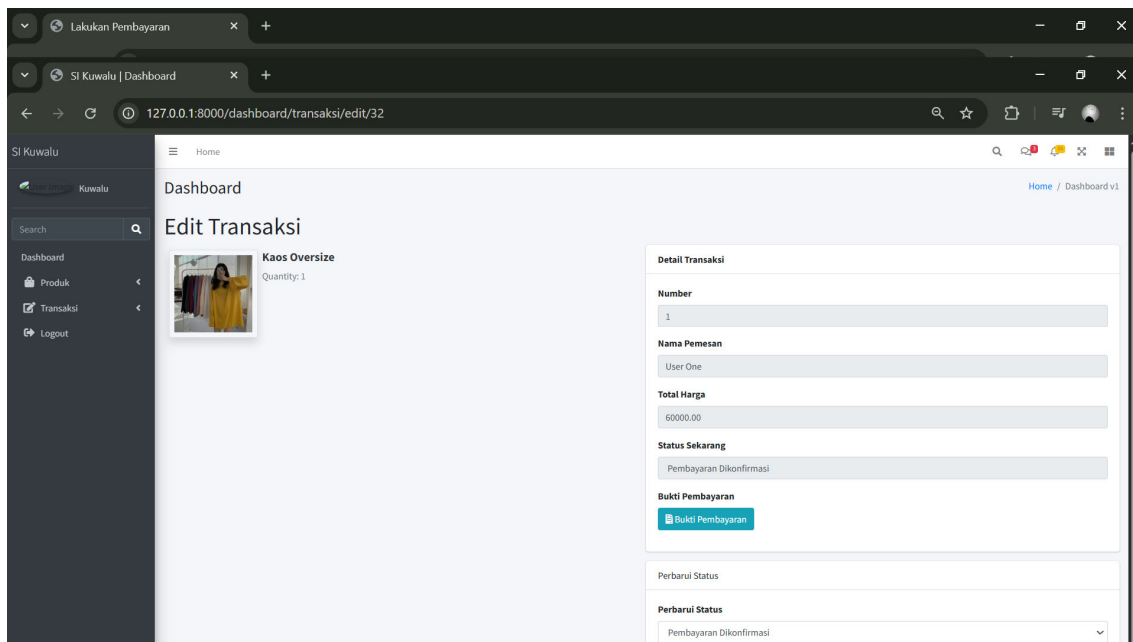 Lakukan Pembayaran
SI Kuwalu | Dashboard
127.0.0.1:8000/dashboard/transaksi/edit/32
SI Kuwalu
Home
Kuwalu
Dashboard
Home / Dashboard v1
Search
Edit Transaksi
Dashboard
Produk
Transaksi
Logout
Kaos Oversize
Quantity: 1
Detail Transaksi
Number
1
Nama Pemesan
User One
Total Harga
60000.00
Status Sekarang
Pembayaran Dikonfirmasi
Bukti Pembayaran
Bukti Pembayaran
Perbarui Status
Perbarui Status
Pembayaran Dikonfirmasi